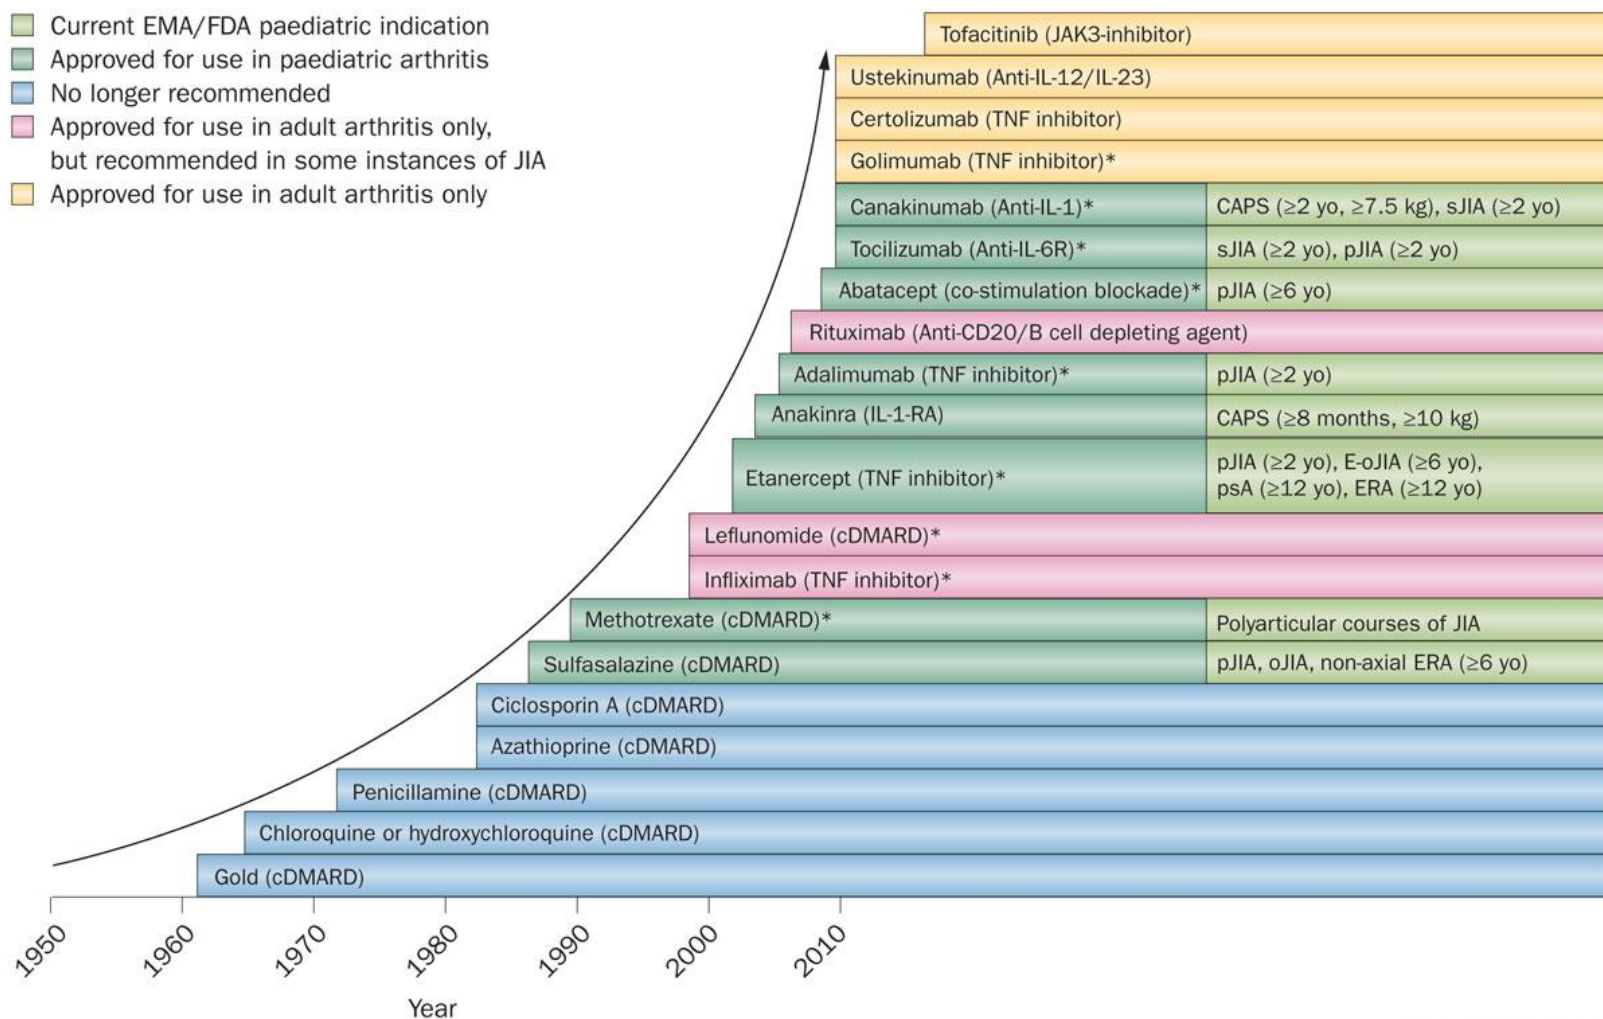 Current EMA/FDA paediatric indication
Approved for use in paediatric arthritis
No longer recommended
Approved for use in adult arthritis only,
but recommended in some instances of JIA
Approved for use in adult arthritis only
Tofacitinib (JAK3-inhibitor)
Ustekinumab (Anti-IL-12/IL-23)
Certolizumab (TNF inhibitor)
Golimumab (TNF inhibitor)*
Canakinumab (Anti-IL-1)* CAPS (≥2 yo, ≥7.5 kg), sJIA (≥2 yo)
Tocilizumab (Anti-IL-6R)* sJIA (≥2 yo), pJIA (≥2 yo)
Abatacept (co-stimulation blockade)* pJIA (≥6 yo)
Rituximab (Anti-CD20/B cell depleting agent)
Adalimumab (TNF inhibitor)* pJIA (≥2 yo)
Anakinra (IL-1-RA) CAPS (≥8 months, ≥10 kg)
Etanercept (TNF inhibitor)*
pJIA (≥2 yo), E-oJIA (≥6 yo),
psA (≥12 yo), ERA (≥12 yo)
Leflunomide (cDMARD)*
Infliximab (TNF inhibitor)*
Methotrexate (cDMARD)* Polyarticular courses of JIA
Sulfasalazine (cDMARD) pJIA, oJIA, non-axial ERA (≥6 yo)
Ciclosporin A (cDMARD)
Azathioprine (cDMARD)
Penicillamine (cDMARD)
Chloroquine or hydroxychloroquine (cDMARD)
Gold (cDMARD)
1950 1960 1970 1980 1990 2000 2010
Year